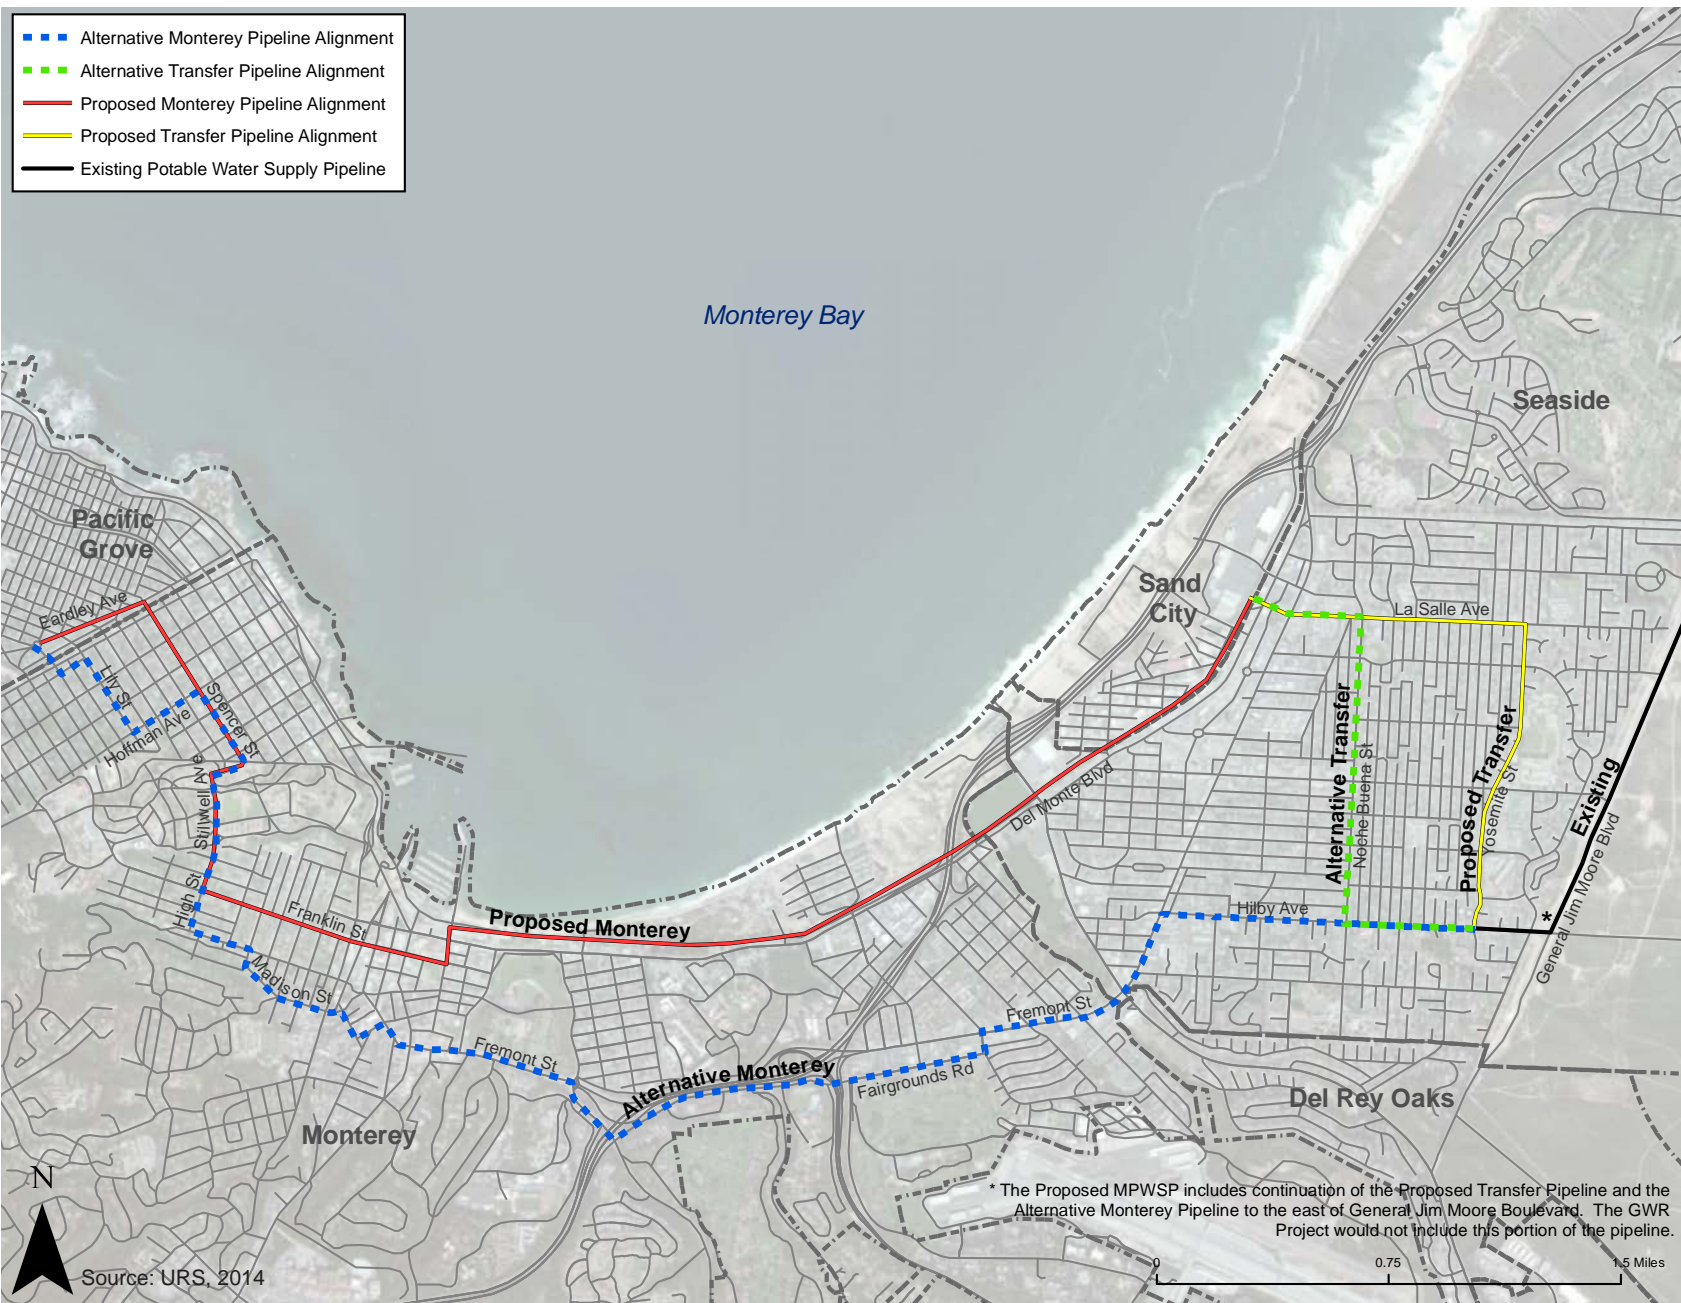 Alternative Monterey Pipeline Alignment
Alternative Transfer Pipeline Alignment
Proposed Monterey Pipeline Alignment
Proposed Transfer Pipeline Alignment
Existing Potable Water Supply Pipeline
Monterey Bay
Seaside
Pacific
Grove
Sand
City
Eardley Ave
La Salle Ave
Lily St
Spencer St
Hoffman Ave
Alternative Transfer
Noche Buena St
Proposed Transfer
Yosemite St
Existing
General Jim Moore Blvd
Stilwell Ave
Del Monte Blvd
High St
Franklin St
Proposed Monterey
Hilby Ave
*
Madison St
Fremont St
Fremont St
Alternative Monterey
Fairgrounds Rd
Del Rey Oaks
Monterey
N
* The Proposed MPWSP includes continuation of the Proposed Transfer Pipeline and the
Alternative Monterey Pipeline to the east of General Jim Moore Boulevard. The GWR
Project would not include this portion of the pipeline.
0 0.75 1.5 Miles
Source: URS, 2014